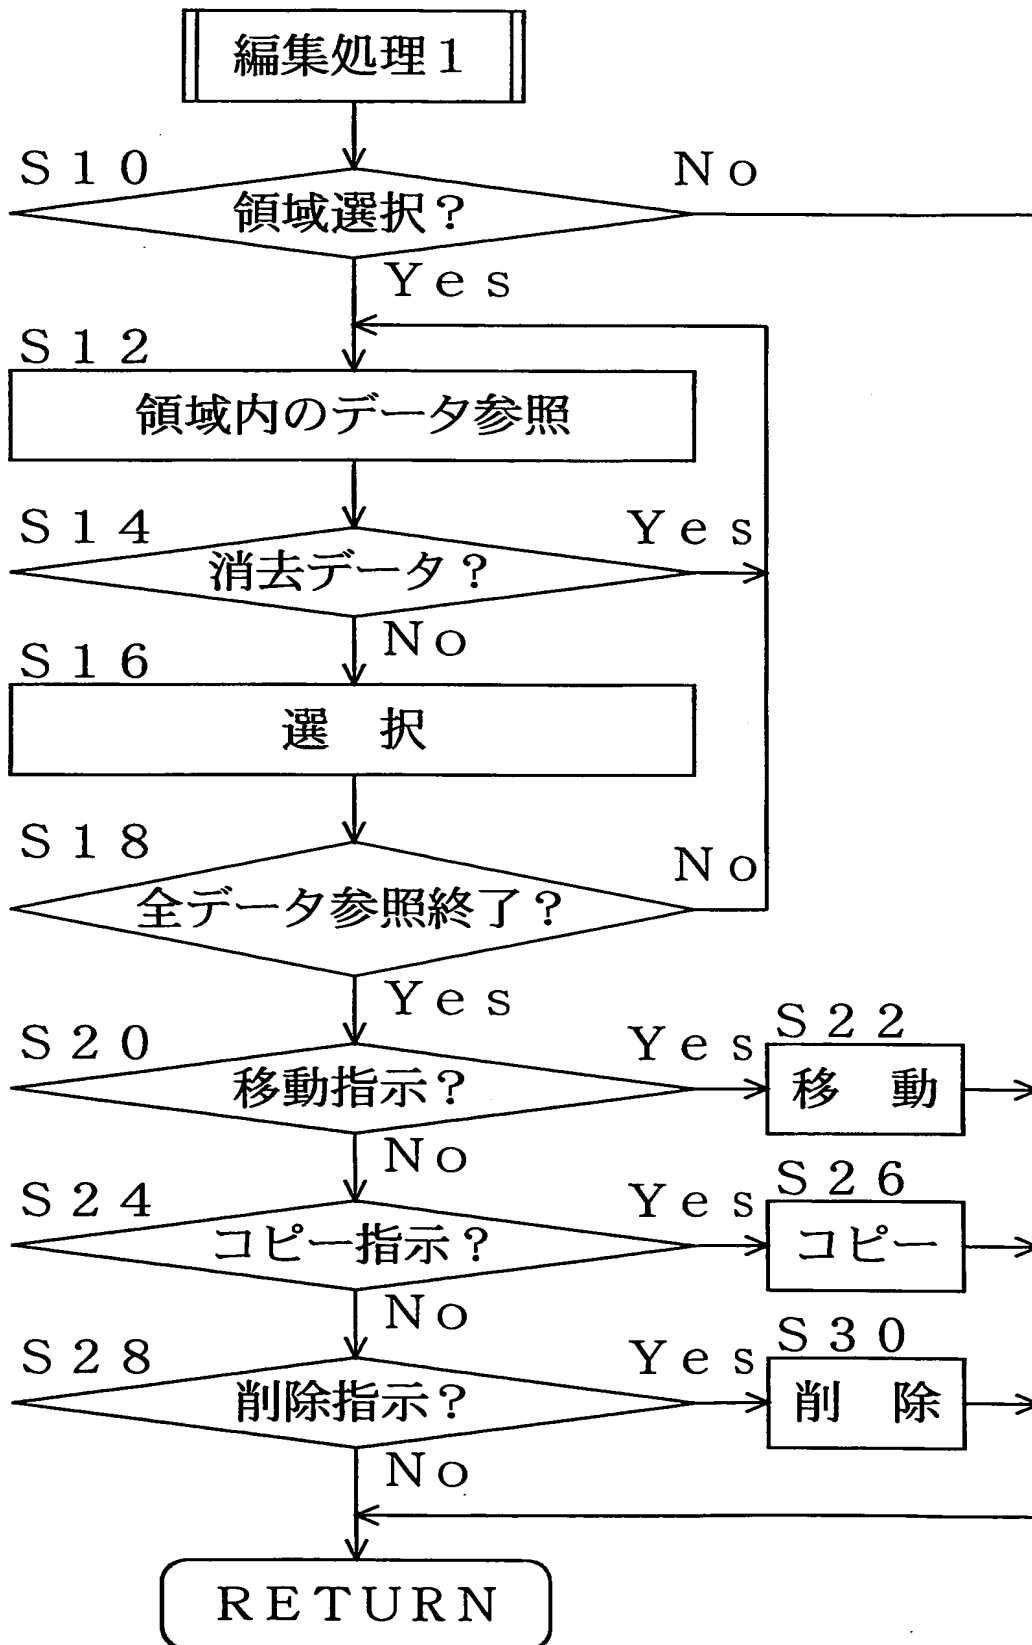 編集処理１
Ｓ１０
Ｎｏ
領域選択？
Ｙｅｓ
Ｓ１２
領域内のデータ参照
Ｓ１４
Ｙｅｓ
消去データ？
Ｎｏ
Ｓ１６
選　択
Ｓ１８
Ｎｏ
全データ参照終了？
Ｙｅｓ
Ｓ２０
Ｙｅｓ
Ｓ２２
移動指示？
移　動
Ｎｏ
Ｓ２４
Ｙｅｓ
Ｓ２６
コピー指示？
コピー
Ｎｏ
Ｓ２８
Ｙｅｓ
Ｓ３０
削除指示？
削　除
Ｎｏ
ＲＥＴＵＲＮ